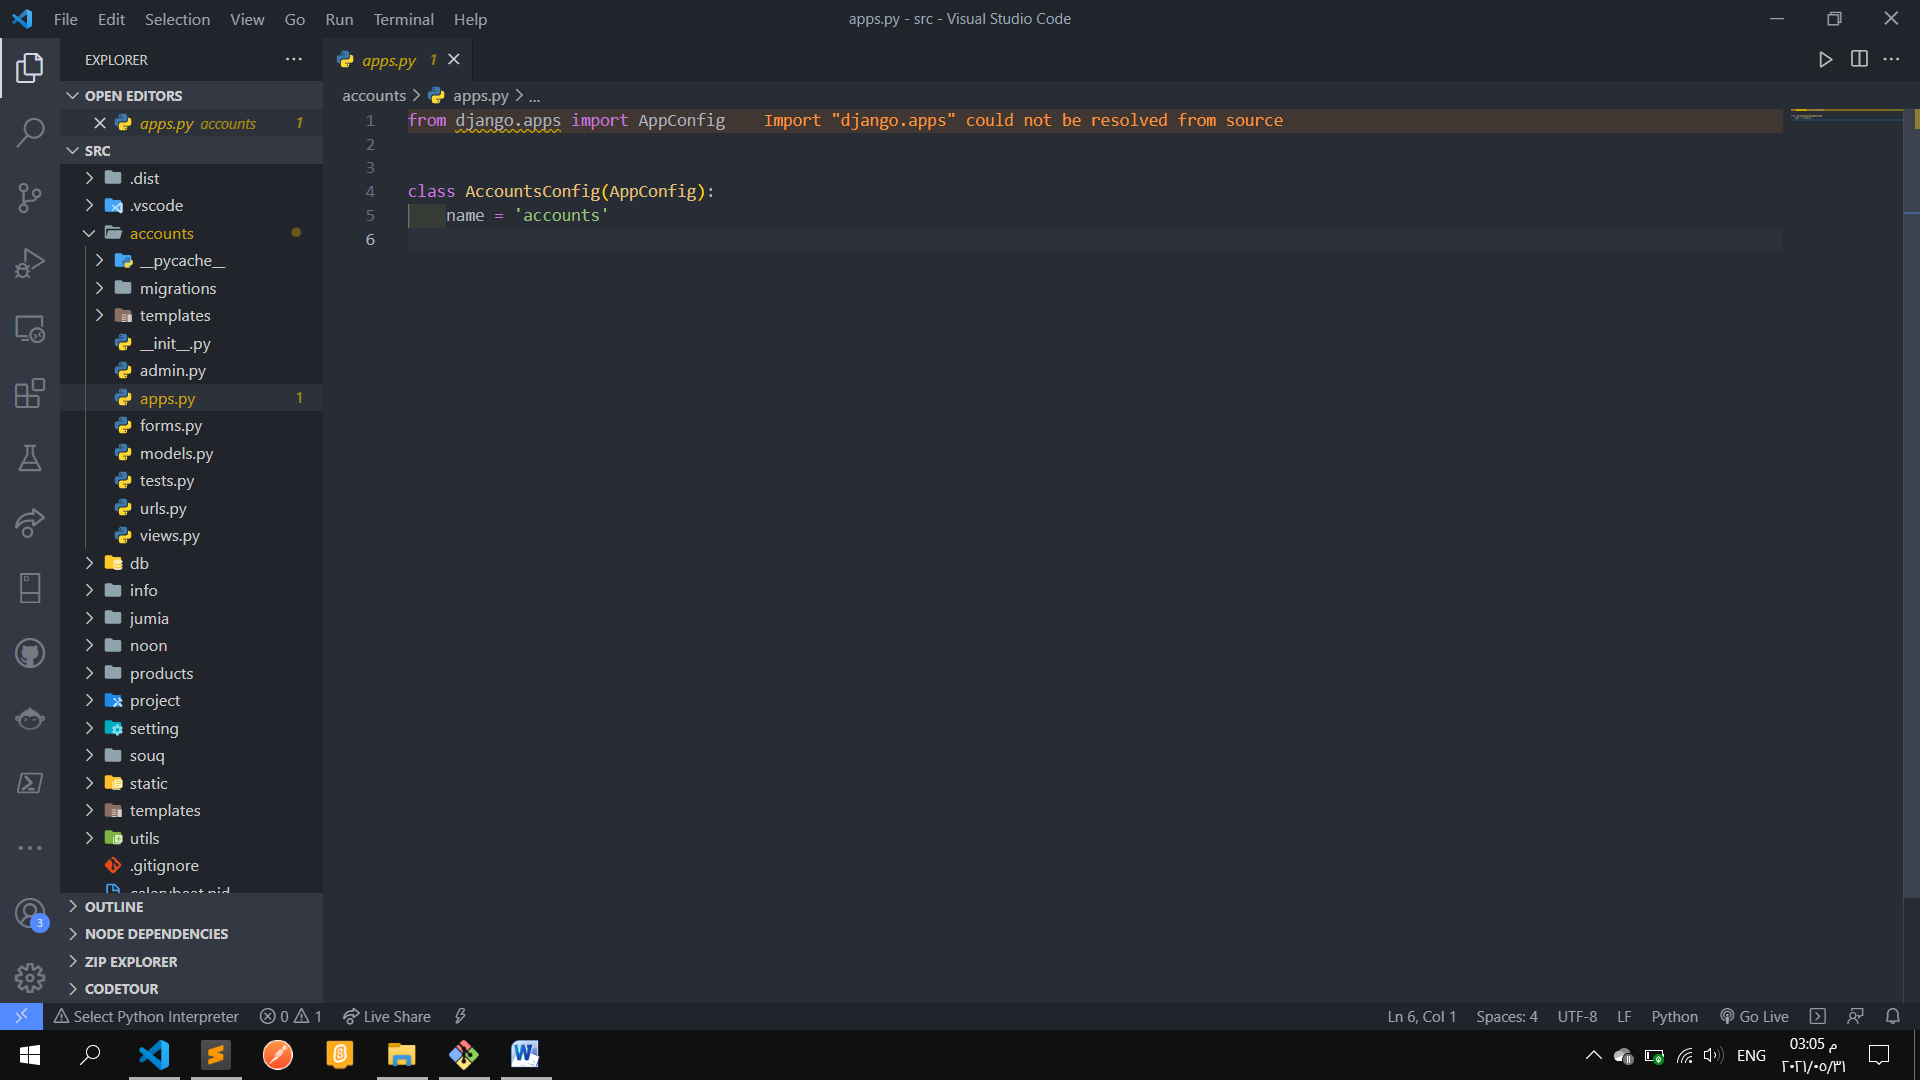 File Edit Selection View Go Run Terminal Help
apps.py - src - Visual Studio Code
EXPLORER
OPEN EDITORS
apps.py accounts 1
SRC
.dist
.vscode
accounts
__pycache__
migrations
templates
__init__.py
admin.py
apps.py 1
forms.py
models.py
tests.py
urls.py
views.py
db
info
jumia
noon
products
project
setting
souq
static
templates
utils
.gitignore
OUTLINE
NODE DEPENDENCIES
ZIP EXPLORER
CODETOUR
3
apps.py 1
accounts > apps.py > ...
1 from django.apps import AppConfig Import "django.apps" could not be resolved from source
2
3
4 class AccountsConfig(AppConfig):
5 name = 'accounts'
6
Select Python Interpreter 0 1 Live Share
Ln 6, Col 1 Spaces: 4 UTF-8 LF Python Go Live
ENG
03:05 م
٢٠٢١/٠٥/٣١